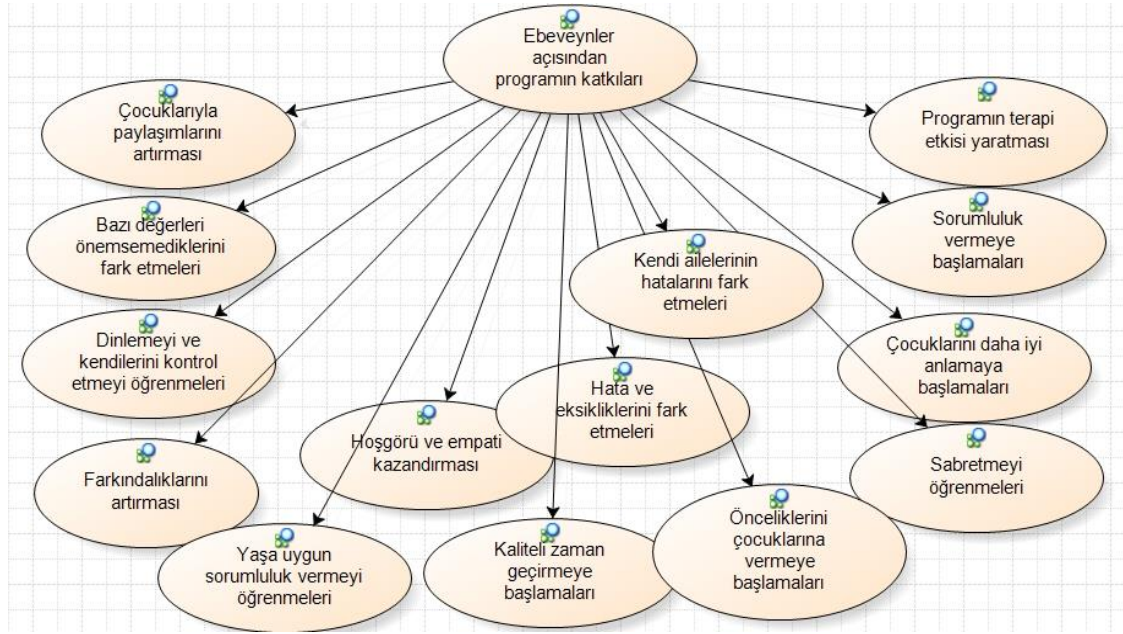 Ebeveynler
açısından
programın katkıları
Çocuklarıyla
paylaşımlarını
artırması
Programın terapi
etkisi yaratması
Bazı değerleri
önemsemediklerini
fark etmeleri
Sorumluluk
vermeye
başlamaları
Kendi ailelerinin
hatalarını fark
etmeleri
Dinlemeyi ve
kendilerini kontrol
etmeyi öğrenmeleri
Çocuklarını daha iyi
anlamaya
başlamaları
Hata ve
eksikliklerini fark
etmeleri
Hoşgörü ve empati
kazandırması
Farkındalıklarını
artırması
Sabretmeyi
öğrenmeleri
Yaşa uygun
sorumluluk vermeyi
öğrenmeleri
Kaliteli zaman
geçirmeye
başlamaları
Önceliklerini
çocuklarına
vermeye
başlamaları